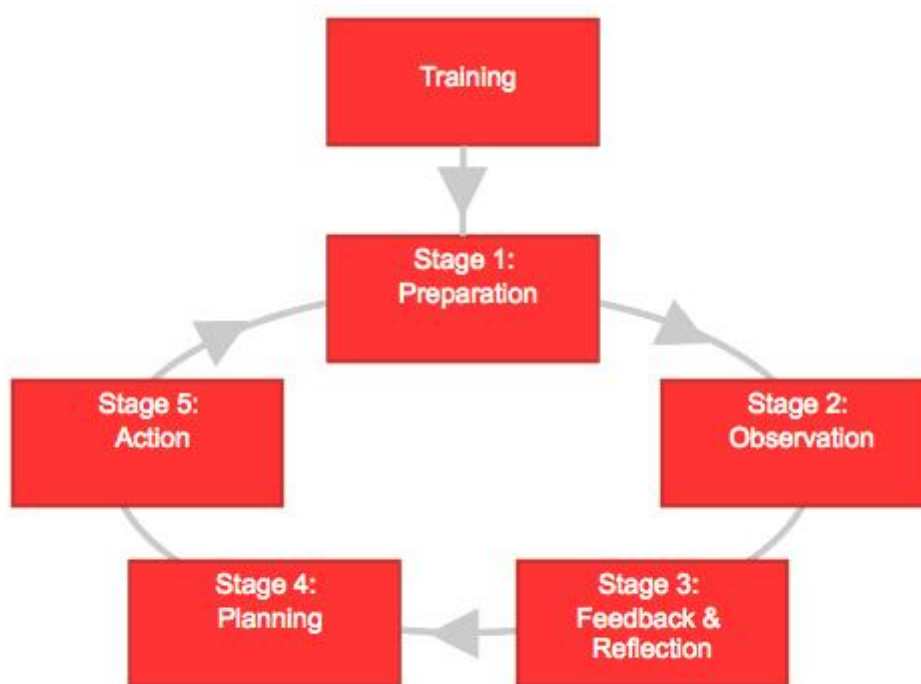 Training
Stage 1:
Preparation
Stage 5:
Action
Stage 2:
Observation
Stage 4:
Planning
Stage 3:
Feedback &
Reflection